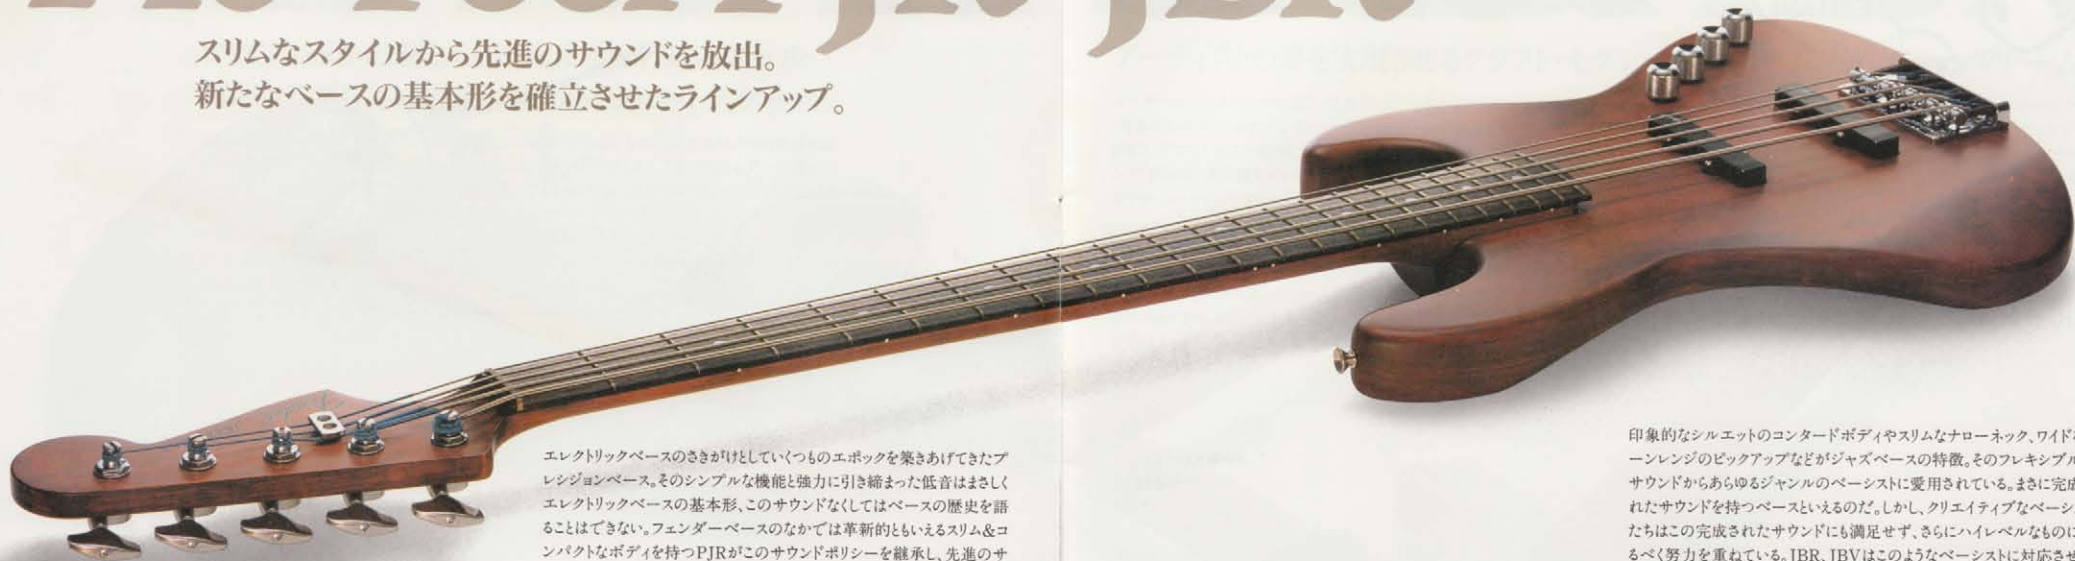 スリムなスタイルから先進のサウンドを放出。
新たなベースの基本形を確立させたラインアップ。
エレクトリックベースのさきがけとしていくつものエポックを築きあげてきたプ
レシジョンベース。そのシンプルな機能と強力に引き締まった低音はまさしく
エレクトリックベースの基本形、このサウンドなくしてはベースの歴史を語
ることはできない。フェンダーベースのなかでは革新的ともいえるスリム&コ
ンパクトなボディを持つPJRがこのサウンドポリシーを継承し、先進のサ
印象的なシルエットのコンタードボディやスリムなナローネック、ワイドな
ーンレンジのピックアップなどがジャズベースの特徴。そのフレキシブル
サウンドからあらゆるジャンルのベーシストに愛用されている。まさに完成
れたサウンドを持つベースといえるのだ。しかし、クリエイティブなベーシ
たちはこの完成されたサウンドにも満足せず、さらにハイレベルなものに
るべく努力を重ねている。JBR、JBVはこのようなベーシストに対応させ